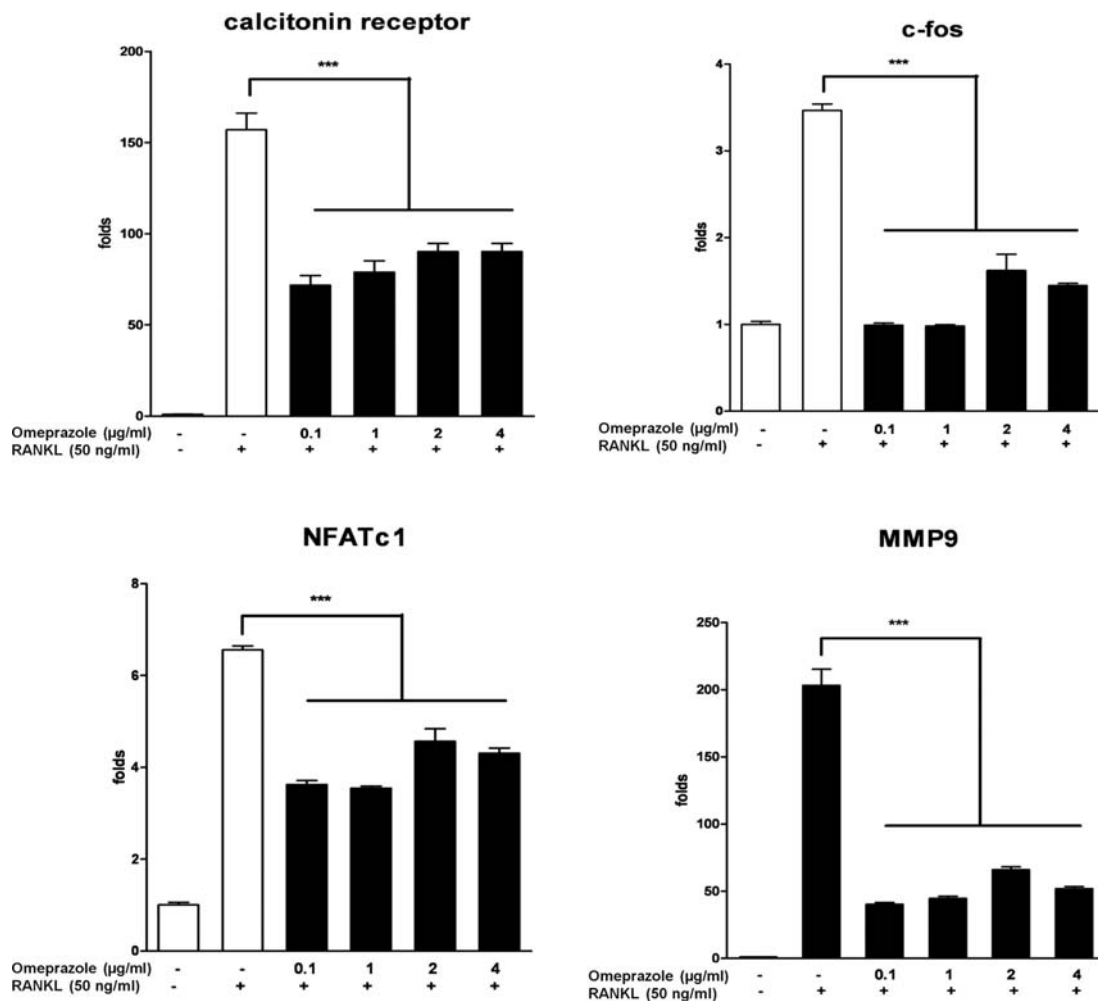 calcitonin receptor
200
150
100
50
0
folds
***
Omeprazole (µg/ml) - - 0.1 1 2 4
RANKL (50 ng/ml) - + + + + +
c-fos
4
3
2
1
0
folds
***
Omeprazole (µg/ml) - - 0.1 1 2 4
RANKL (50 ng/ml) - + + + + +
NFATc1
8
6
4
2
0
folds
***
Omeprazole (µg/ml) - - 0.1 1 2 4
RANKL (50 ng/ml) - + + + + +
MMP9
250
200
150
100
50
0
folds
***
Omeprazole (µg/ml) - - 0.1 1 2 4
RANKL (50 ng/ml) - + + + + +